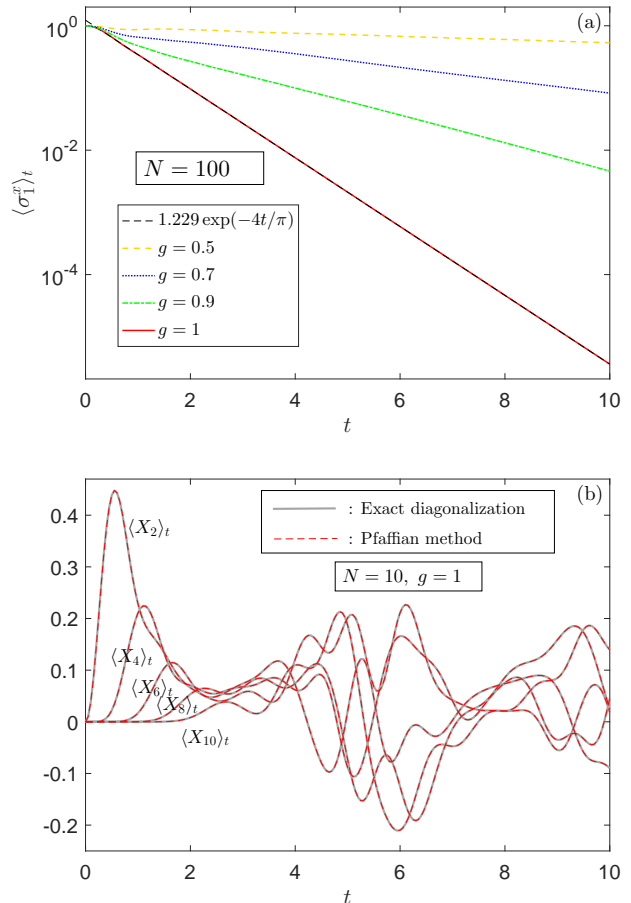 (a)
10^0
10^{-2}
10^{-4}
⟨σ_1^x⟩_t
N = 100
1.229 exp(−4t/π)
g = 0.5
g = 0.7
g = 0.9
g = 1
0 2 4 6 8 10
t
(b)
0.4
0.3
0.2
0.1
0
-0.1
-0.2
: Exact diagonalization
: Pfaffian method
N = 10, g = 1
⟨X_2⟩_t
⟨X_4⟩_t
⟨X_6⟩_t
⟨X_8⟩_t
⟨X_{10}⟩_t
0 2 4 6 8 10
t